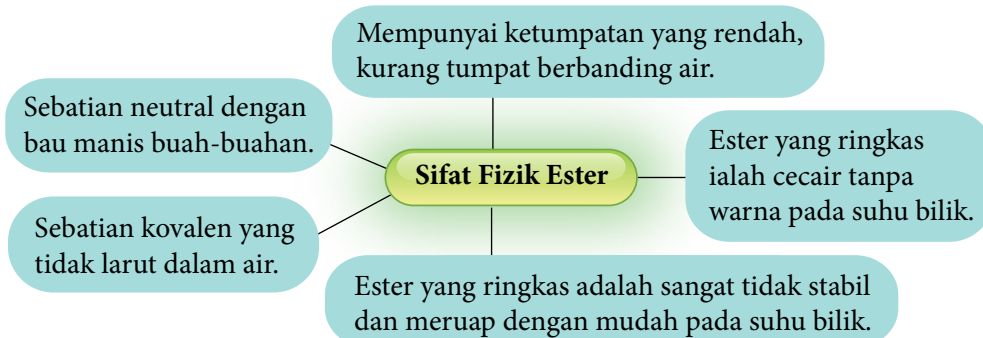 Mempunyai ketumpatan yang rendah,
kurang tumpat berbanding air.
Sebatian neutral dengan
bau manis buah-buahan.
Ester yang ringkas
ialah cecair tanpa
warna pada suhu bilik.
Sifat Fizik Ester
Sebatian kovalen yang
tidak larut dalam air.
Ester yang ringkas adalah sangat tidak stabil
dan meruap dengan mudah pada suhu bilik.